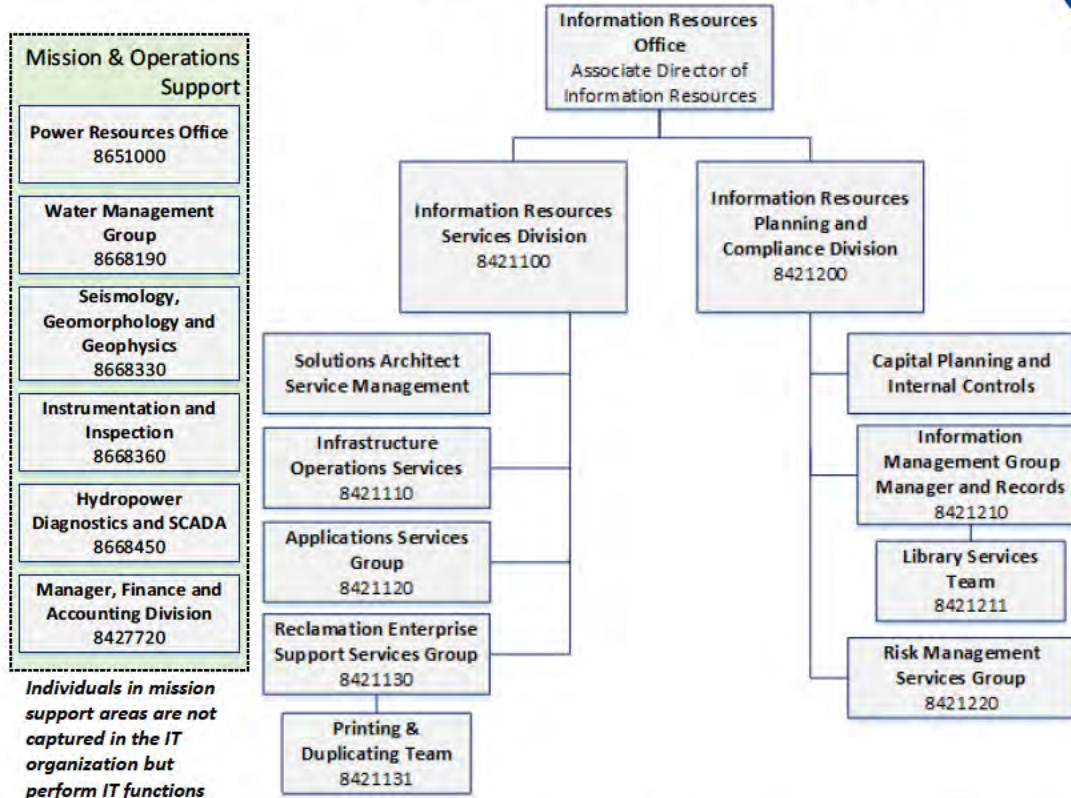 Mission & Operations
Support
Power Resources Office
8651000
Water Management
Group
8668190
Seismology,
Geomorphology and
Geophysics
8668330
Instrumentation and
Inspection
8668360
Hydropower
Diagnostics and SCADA
8668450
Manager, Finance and
Accounting Division
8427720
Individuals in mission
support areas are not
captured in the IT
organization but
perform IT functions
Information Resources
Office
Associate Director of
Information Resources
Information Resources
Services Division
8421100
Solutions Architect
Service Management
Infrastructure
Operations Services
8421110
Applications Services
Group
8421120
Reclamation Enterprise
Support Services Group
8421130
Printing &
Duplicating Team
8421131
Information Resources
Planning and
Compliance Division
8421200
Capital Planning and
Internal Controls
Information
Management Group
Manager and Records
8421210
Library Services
Team
8421211
Risk Management
Services Group
8421220